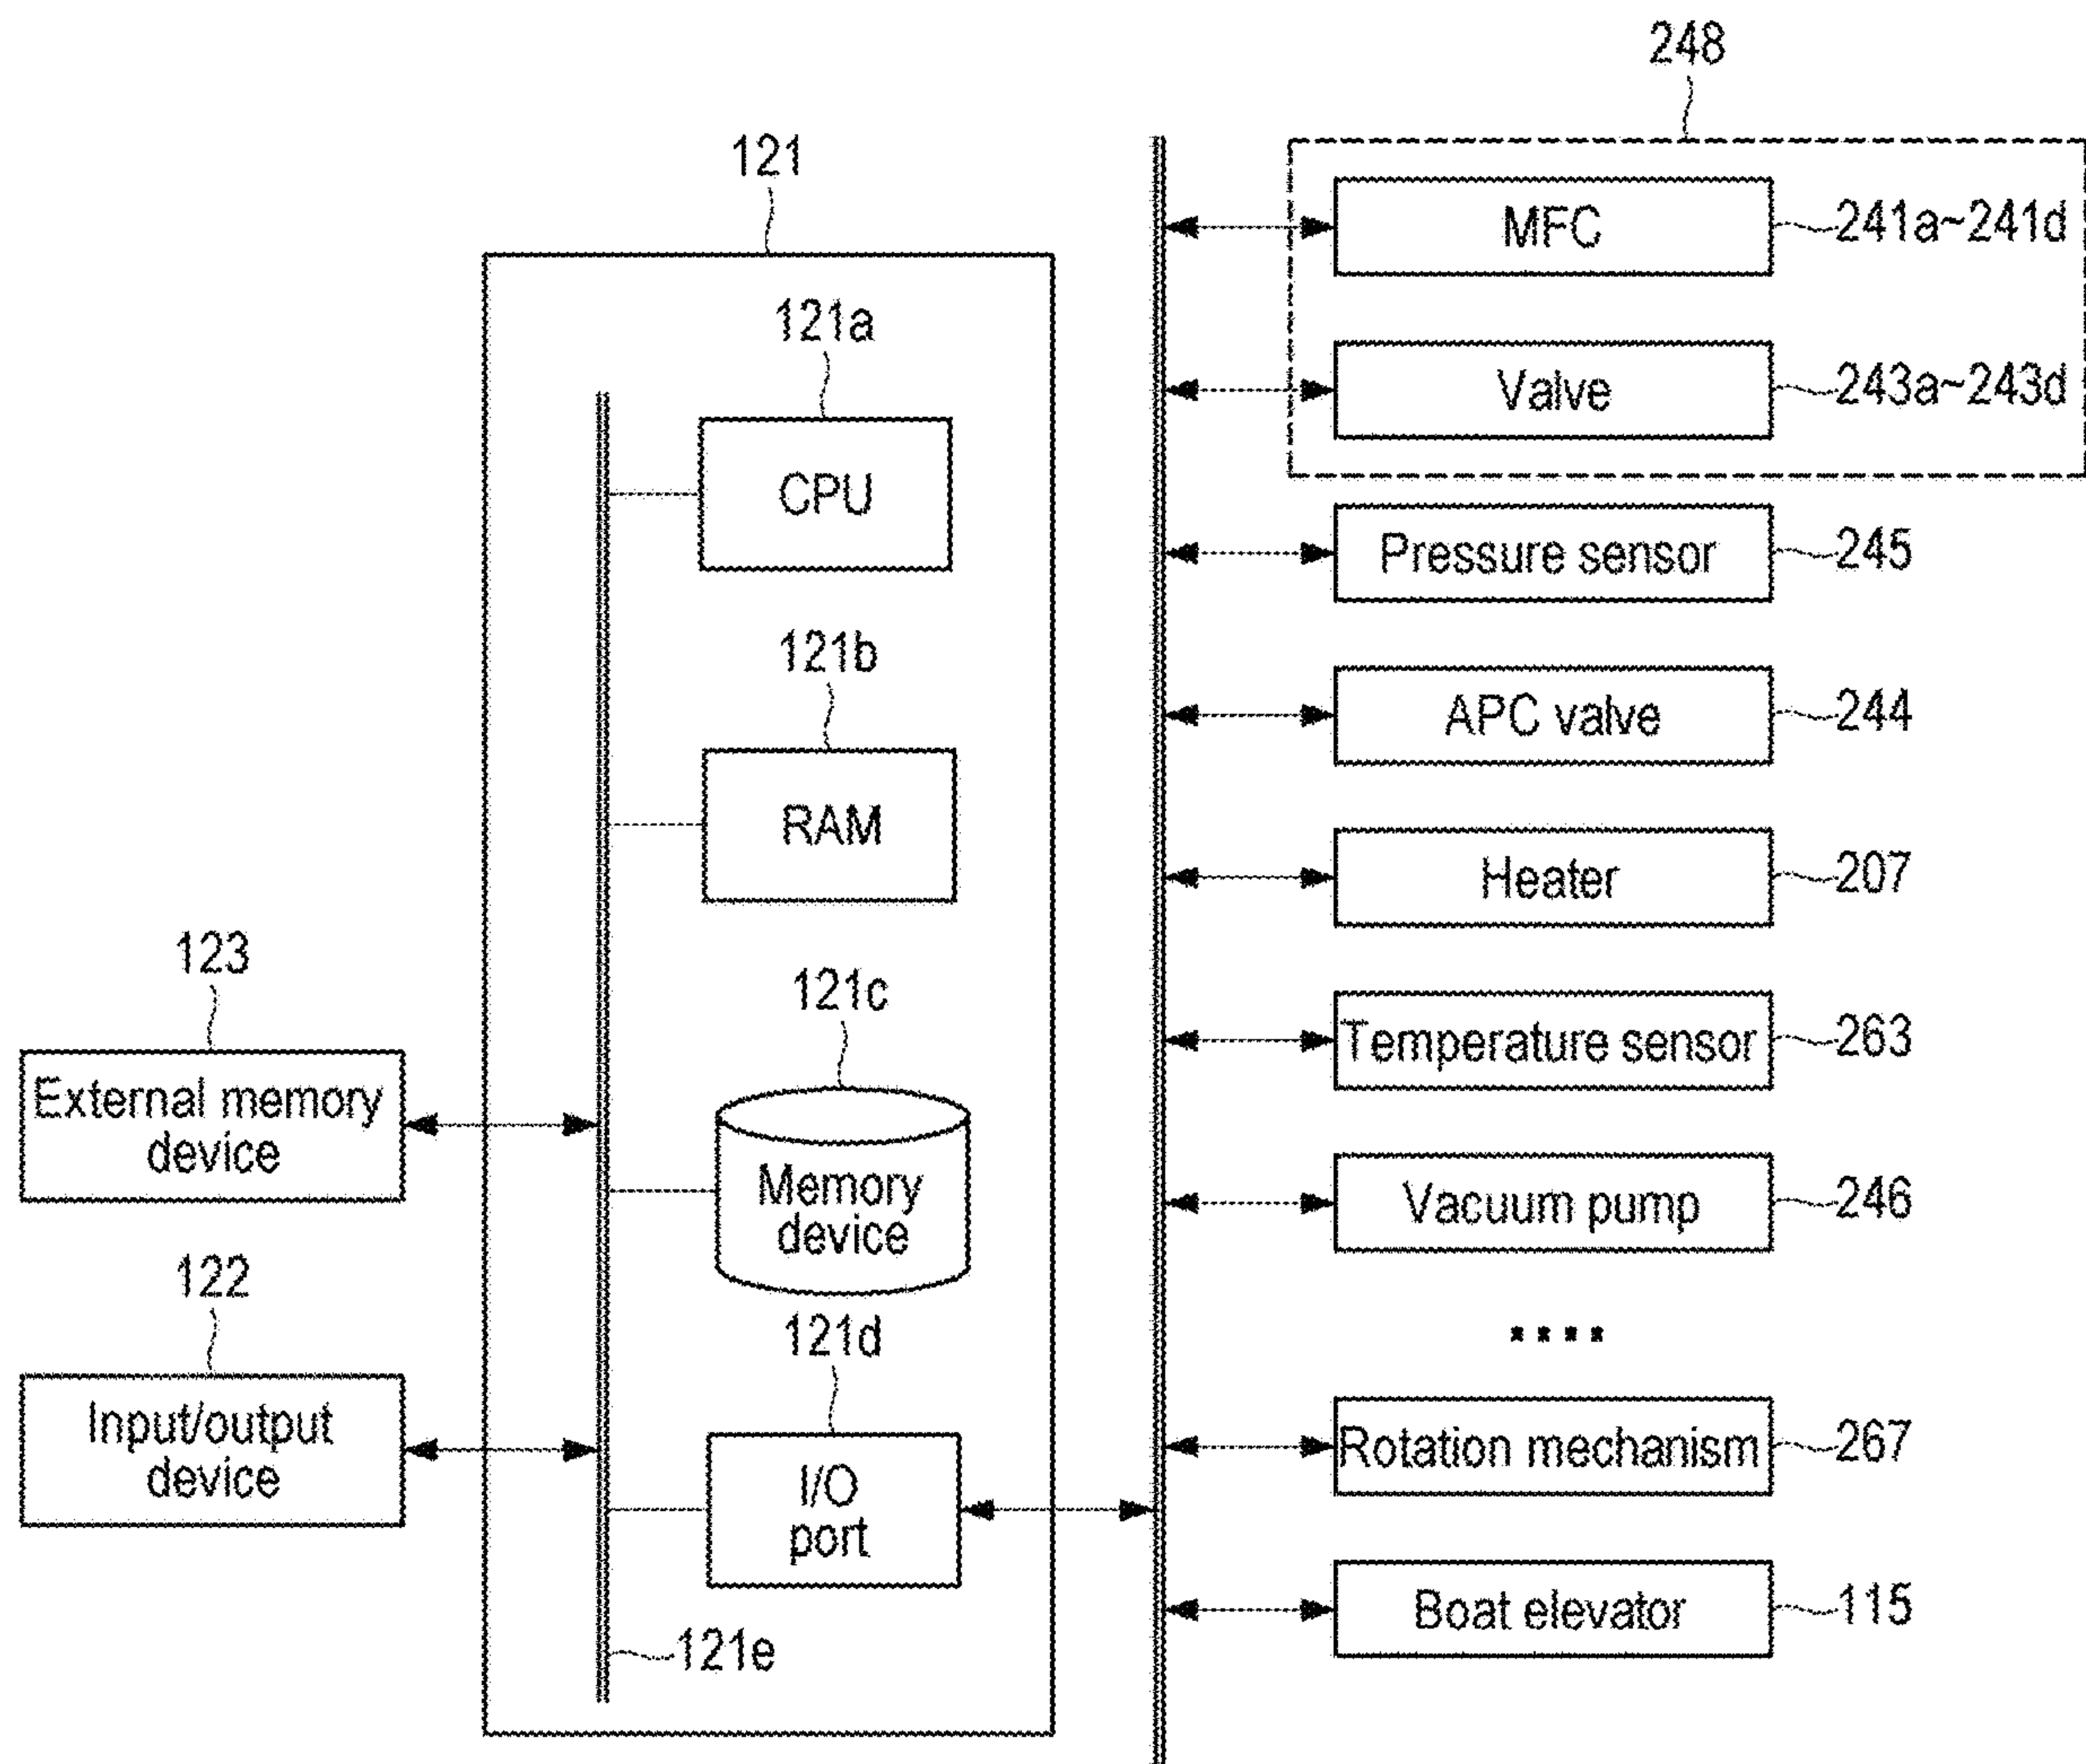 248
121
MFC
241a~241d
121a
Valve
243a~243d
CPU
Pressure sensor
245
121b
APC valve
244
RAM
Heater
207
123
121c
External memory
device
Temperature sensor
263
Memory
device
Vacuum pump
246
122
121d
Input/output
device
I/O
port
Rotation mechanism
267
Boat elevator
115
121e